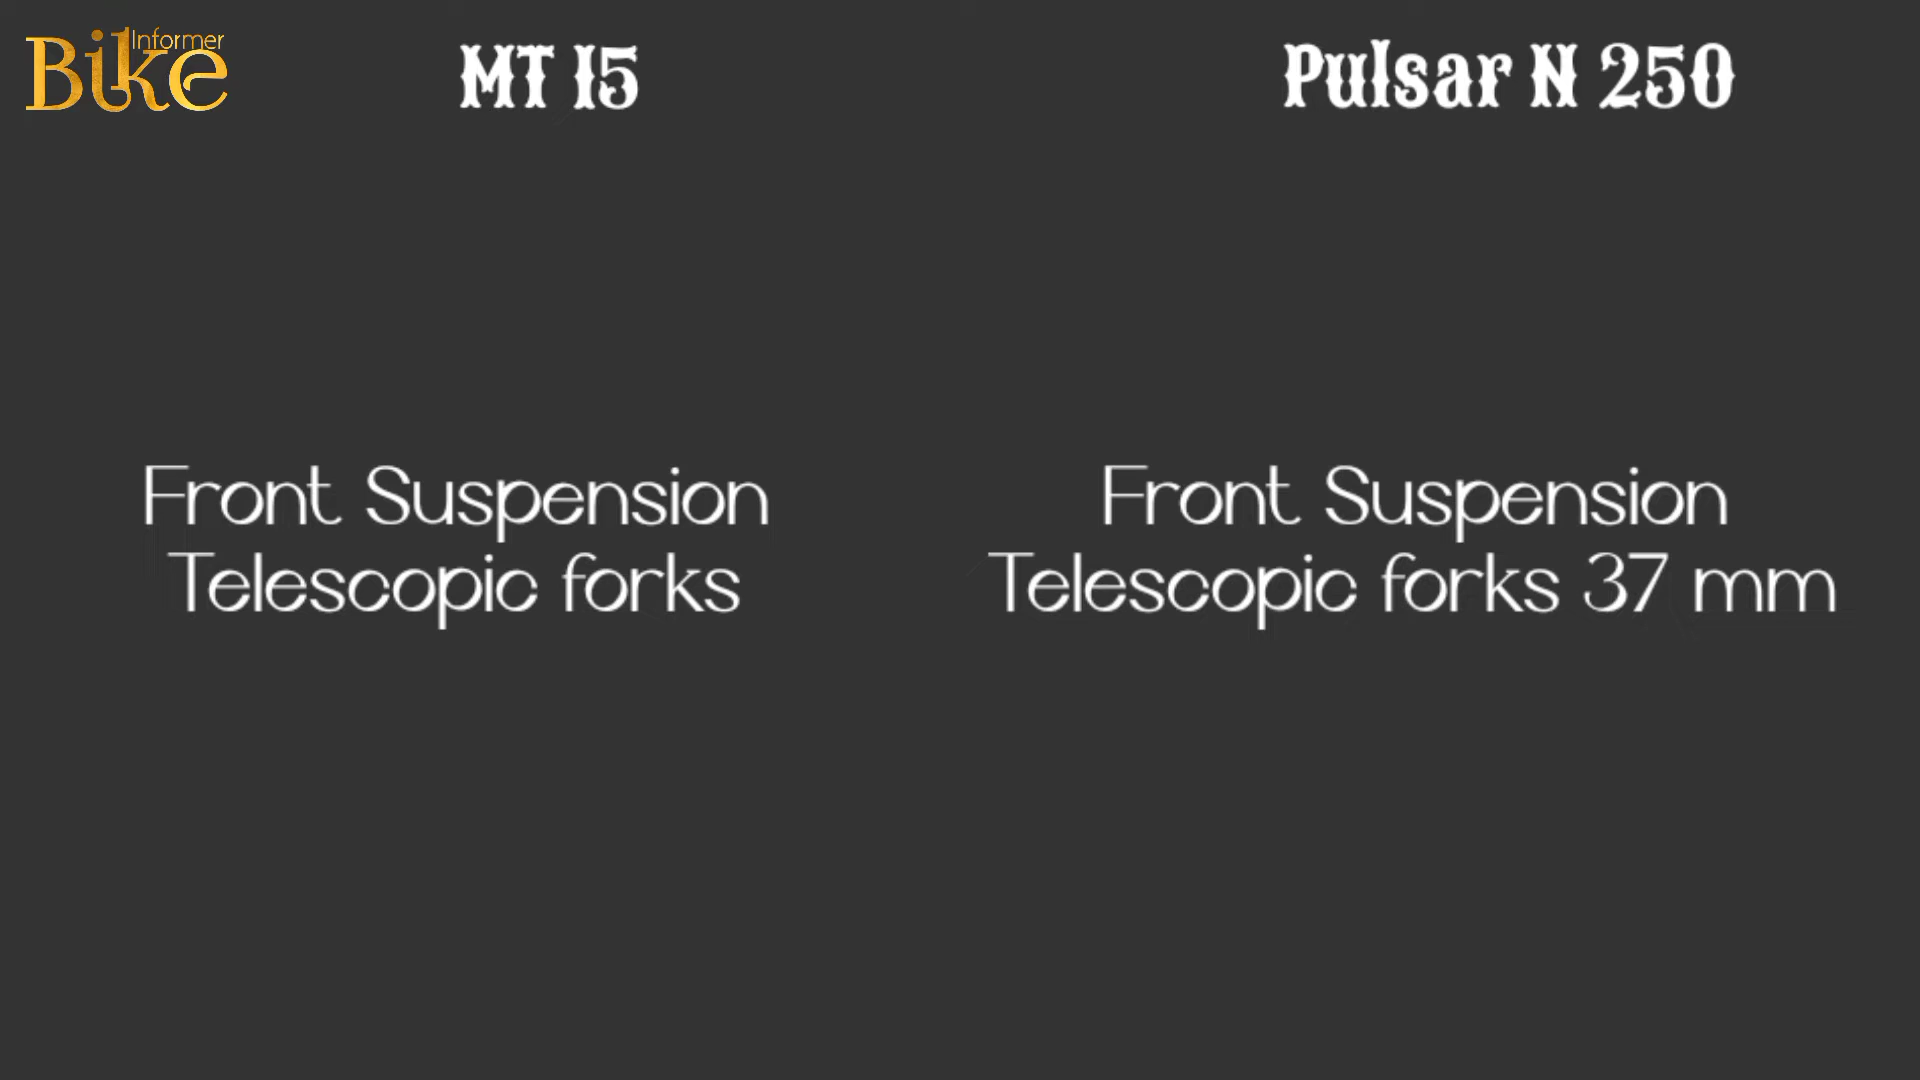 Bike Informer
MT 15
Pulsar N 250
Front Suspension
Telescopic forks
Front Suspension
Telescopic forks 37 mm